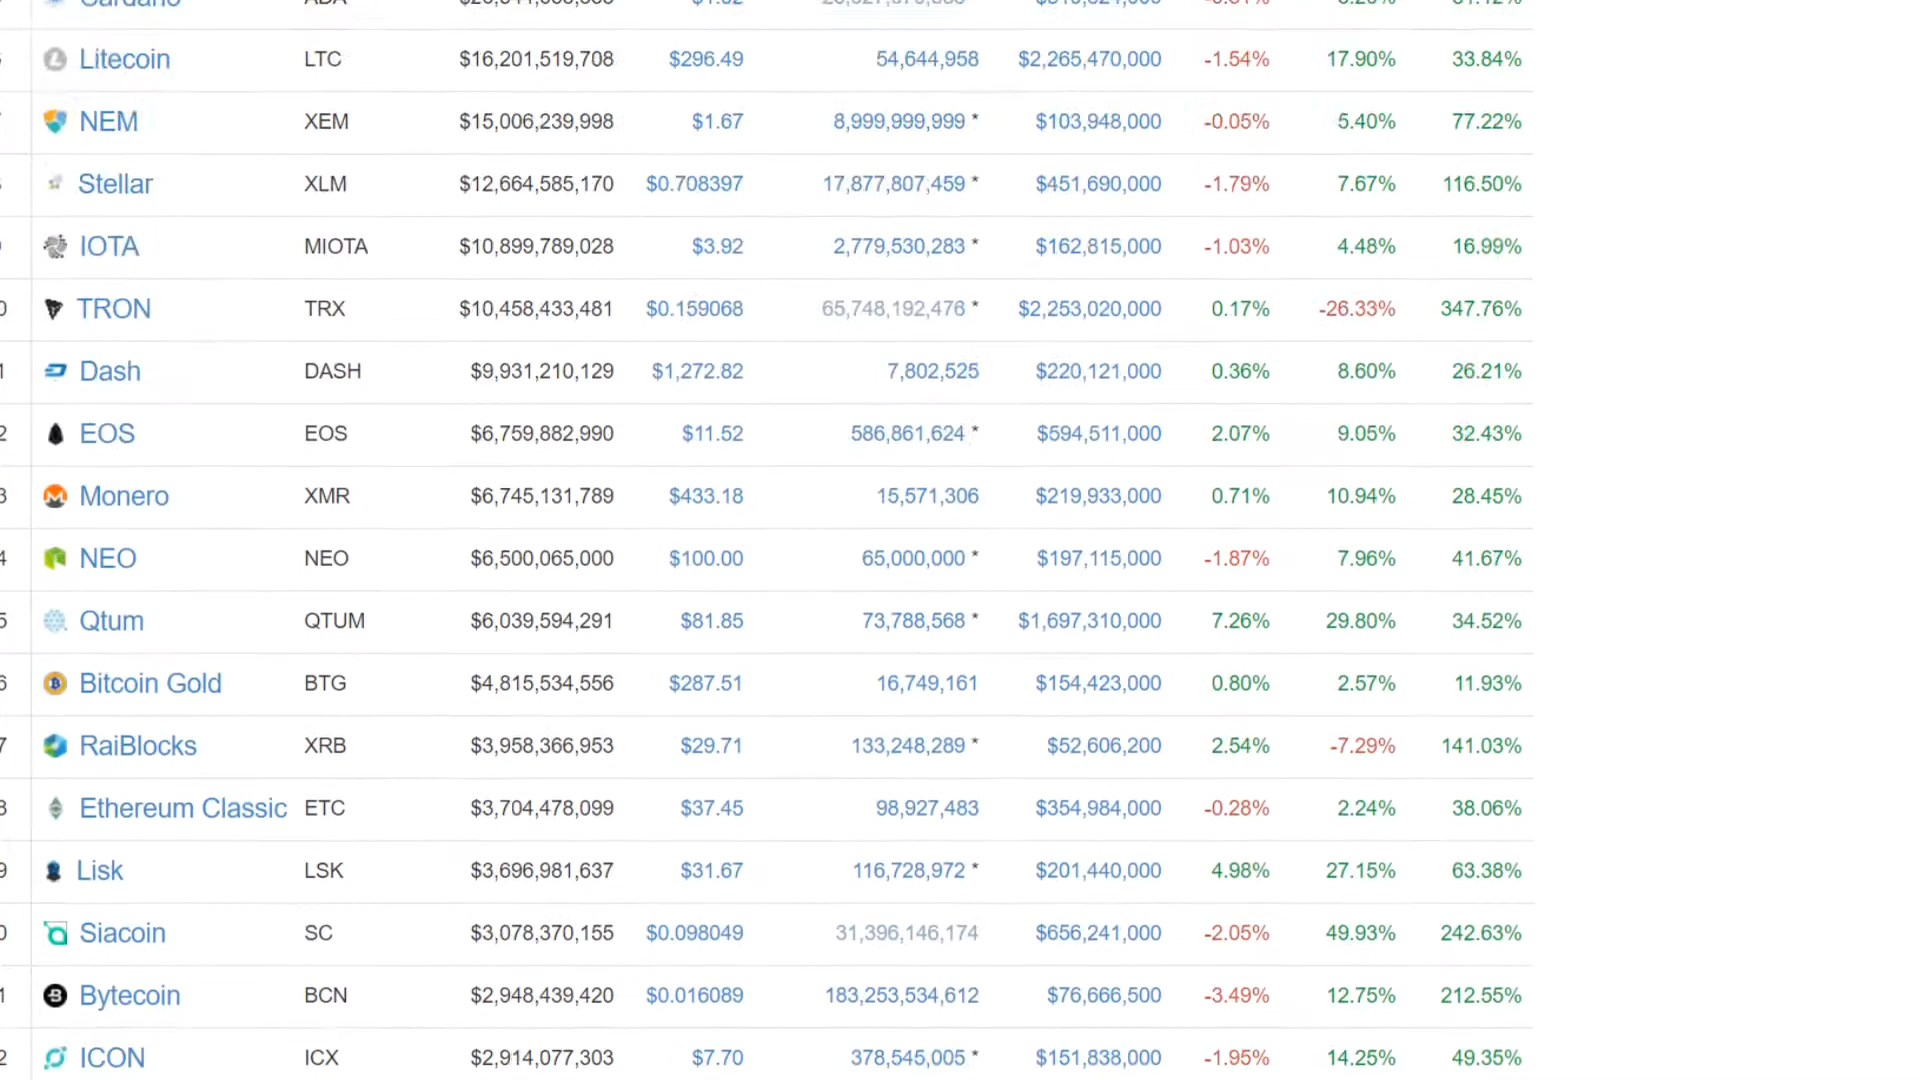 Litecoin LTC $16,201,519,708 $296.49 54,644,958 $2,265,470,000 -1.54% 17.90% 33.84%
NEM XEM $15,006,239,998 $1.67 8,999,999,999 * $103,948,000 -0.05% 5.40% 77.22%
Stellar XLM $12,664,585,170 $0.708397 17,877,807,459 * $451,690,000 -1.79% 7.67% 116.50%
IOTA MIOTA $10,899,789,028 $3.92 2,779,530,283 * $162,815,000 -1.03% 4.48% 16.99%
0 TRON TRX $10,458,433,481 $0.159068 65,748,192,476 * $2,253,020,000 0.17% -26.33% 347.76%
1 Dash DASH $9,931,210,129 $1,272.82 7,802,525 $220,121,000 0.36% 8.60% 26.21%
2 EOS EOS $6,759,882,990 $11.52 586,861,624 * $594,511,000 2.07% 9.05% 32.43%
3 Monero XMR $6,745,131,789 $433.18 15,571,306 $219,933,000 0.71% 10.94% 28.45%
4 NEO NEO $6,500,065,000 $100.00 65,000,000 * $197,115,000 -1.87% 7.96% 41.67%
5 Qtum QTUM $6,039,594,291 $81.85 73,788,568 * $1,697,310,000 7.26% 29.80% 34.52%
6 Bitcoin Gold BTG $4,815,534,556 $287.51 16,749,161 $154,423,000 0.80% 2.57% 11.93%
7 RaiBlocks XRB $3,958,366,953 $29.71 133,248,289 * $52,606,200 2.54% -7.29% 141.03%
8 Ethereum Classic ETC $3,704,478,099 $37.45 98,927,483 $354,984,000 -0.28% 2.24% 38.06%
9 Lisk LSK $3,696,981,637 $31.67 116,728,972 * $201,440,000 4.98% 27.15% 63.38%
0 Siacoin SC $3,078,370,155 $0.098049 31,396,146,174 $656,241,000 -2.05% 49.93% 242.63%
1 Bytecoin BCN $2,948,439,420 $0.016089 183,253,534,612 $76,666,500 -3.49% 12.75% 212.55%
2 ICON ICX $2,914,077,303 $7.70 378,545,005 * $151,838,000 -1.95% 14.25% 49.35%